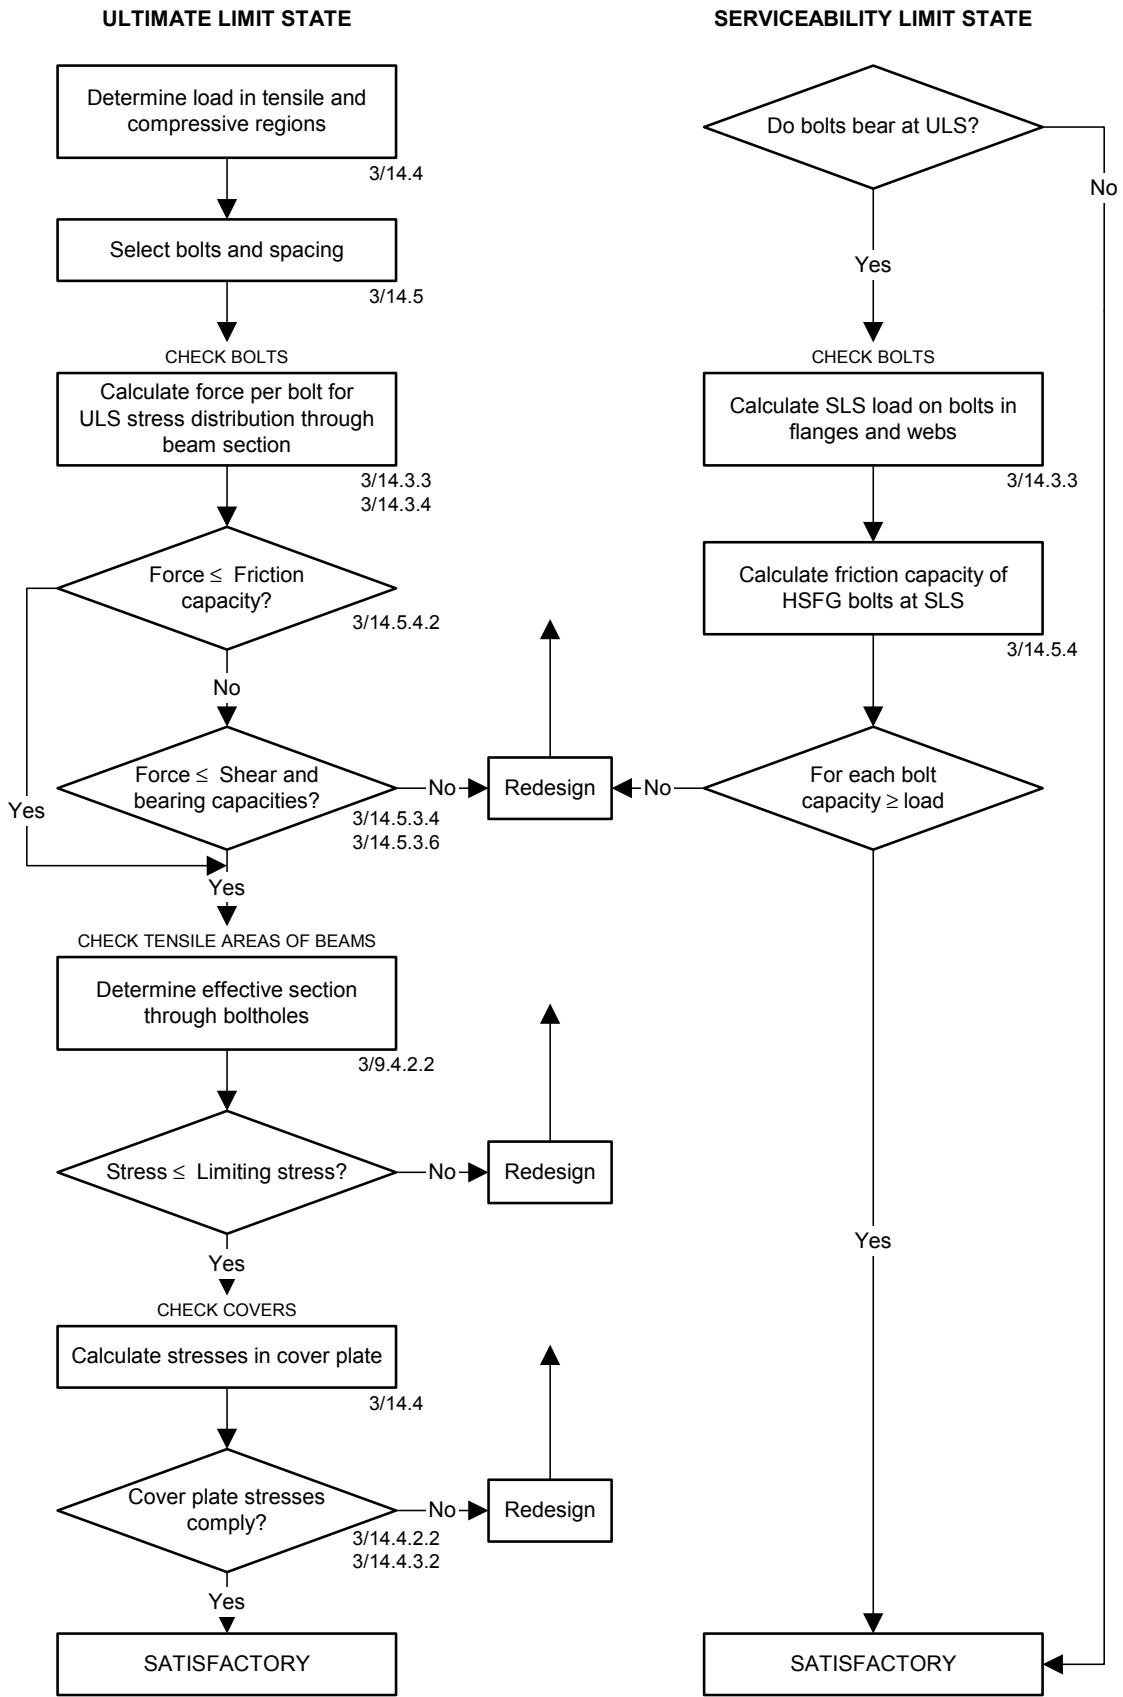 ULTIMATE LIMIT STATE
Determine load in tensile and
compressive regions
3/14.4
Select bolts and spacing
3/14.5
CHECK BOLTS
Calculate force per bolt for
ULS stress distribution through
beam section
3/14.3.3
3/14.3.4
Force ≤ Friction
capacity?
3/14.5.4.2
No
Force ≤ Shear and
bearing capacities?
3/14.5.3.4
3/14.5.3.6
No
Redesign
Yes
Yes
CHECK TENSILE AREAS OF BEAMS
Determine effective section
through boltholes
3/9.4.2.2
Stress ≤ Limiting stress?
No
Redesign
Yes
CHECK COVERS
Calculate stresses in cover plate
3/14.4
Cover plate stresses
comply?
3/14.4.2.2
3/14.4.3.2
No
Redesign
Yes
SATISFACTORY
SERVICEABILITY LIMIT STATE
Do bolts bear at ULS?
No
Yes
CHECK BOLTS
Calculate SLS load on bolts in
flanges and webs
3/14.3.3
Calculate friction capacity of
HSFG bolts at SLS
3/14.5.4
For each bolt
capacity ≥ load
No
Yes
SATISFACTORY